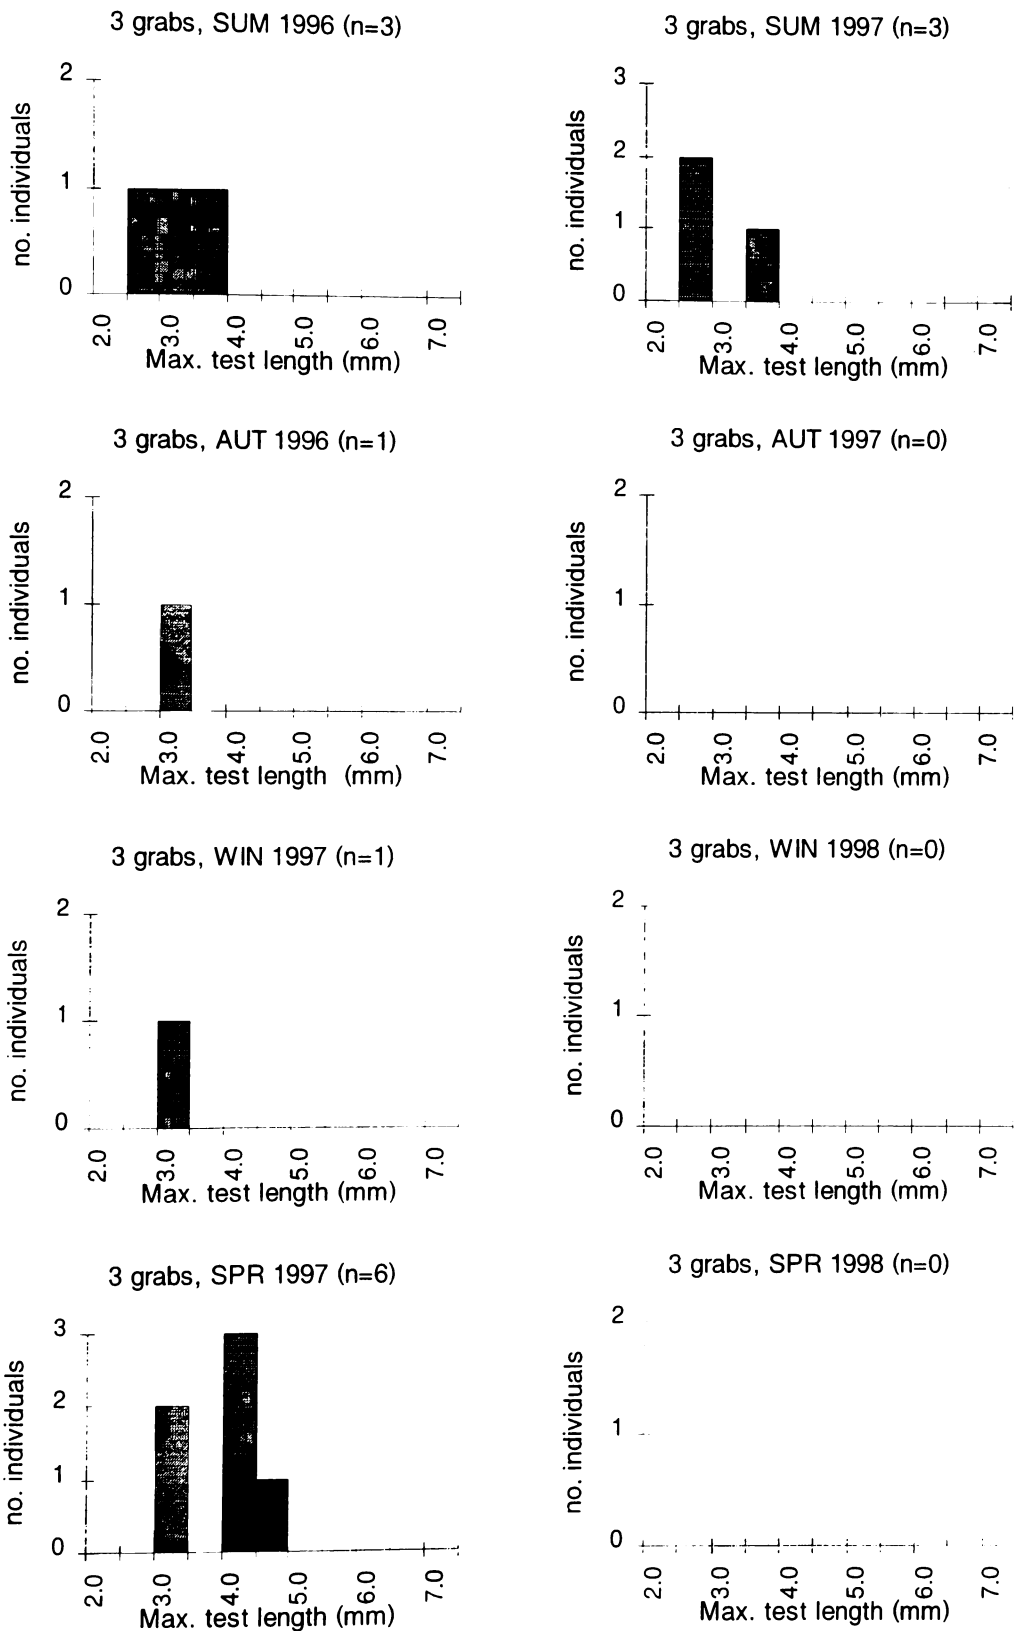 3 grabs, SUM 1996 (n=3)
no. individuals
2
1
0
2.0 3.0 4.0 5.0 6.0 7.0
Max. test length (mm)
3 grabs, SUM 1997 (n=3)
no. individuals
3
2
1
0
2.0 3.0 4.0 5.0 6.0 7.0
Max. test length (mm)
3 grabs, AUT 1996 (n=1)
no. individuals
2
1
0
2.0 3.0 4.0 5.0 6.0 7.0
Max. test length (mm)
3 grabs, AUT 1997 (n=0)
no. individuals
2
1
0
2.0 3.0 4.0 5.0 6.0 7.0
Max. test length (mm)
3 grabs, WIN 1997 (n=1)
no. individuals
2
1
0
2.0 3.0 4.0 5.0 6.0 7.0
Max. test length (mm)
3 grabs, WIN 1998 (n=0)
no. individuals
2
1
0
2.0 3.0 4.0 5.0 6.0 7.0
Max. test length (mm)
3 grabs, SPR 1997 (n=6)
no. individuals
3
2
1
0
2.0 3.0 4.0 5.0 6.0 7.0
Max. test length (mm)
3 grabs, SPR 1998 (n=0)
no. individuals
2
1
0
2.0 3.0 4.0 5.0 6.0 7.0
Max. test length (mm)